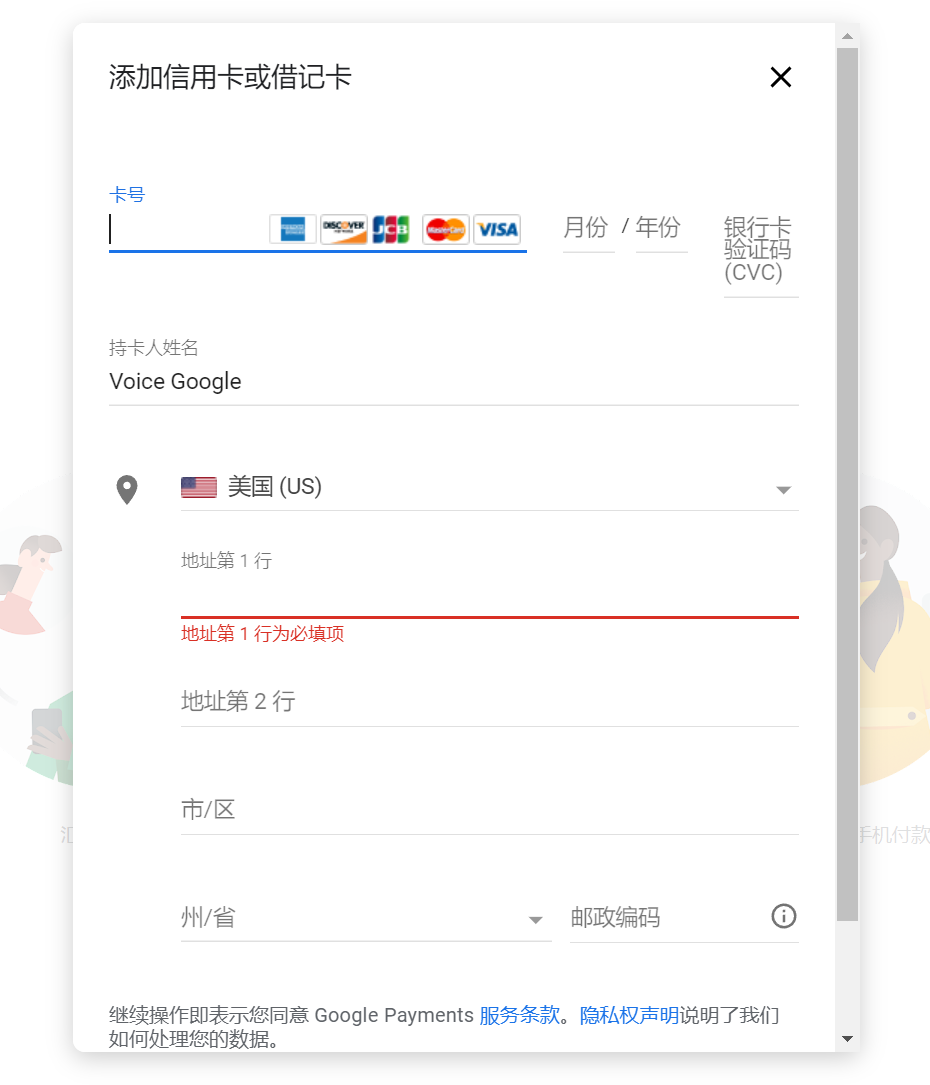 添加信用卡或借记卡
卡号
DISCOVER
JCB
MasterCard
VISA
月份 / 年份
银行卡
验证码
(CVC)
持卡人姓名
Voice Google
美国 (US)
地址第 1 行
地址第 1 行为必填项
地址第 2 行
市/区
手机付款
州/省
邮政编码
继续操作即表示您同意 Google Payments 服务条款。隐私权声明说明了我们
如何处理您的数据。